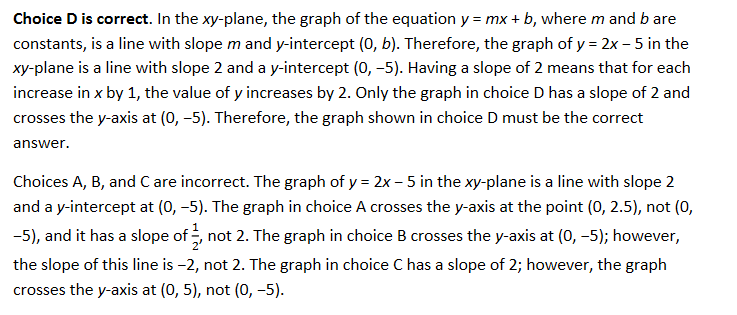 Choice D is correct. In the xy-plane, the graph of the equation y = mx + b, where m and b are
constants, is a line with slope m and y-intercept (0, b). Therefore, the graph of y = 2x – 5 in the
xy-plane is a line with slope 2 and a y-intercept (0, –5). Having a slope of 2 means that for each
increase in x by 1, the value of y increases by 2. Only the graph in choice D has a slope of 2 and
crosses the y-axis at (0, –5). Therefore, the graph shown in choice D must be the correct
answer.
Choices A, B, and C are incorrect. The graph of y = 2x – 5 in the xy-plane is a line with slope 2
and a y-intercept at (0, –5). The graph in choice A crosses the y-axis at the point (0, 2.5), not (0,
–5), and it has a slope of 1/2, not 2. The graph in choice B crosses the y-axis at (0, –5); however,
the slope of this line is –2, not 2. The graph in choice C has a slope of 2; however, the graph
crosses the y-axis at (0, 5), not (0, –5).